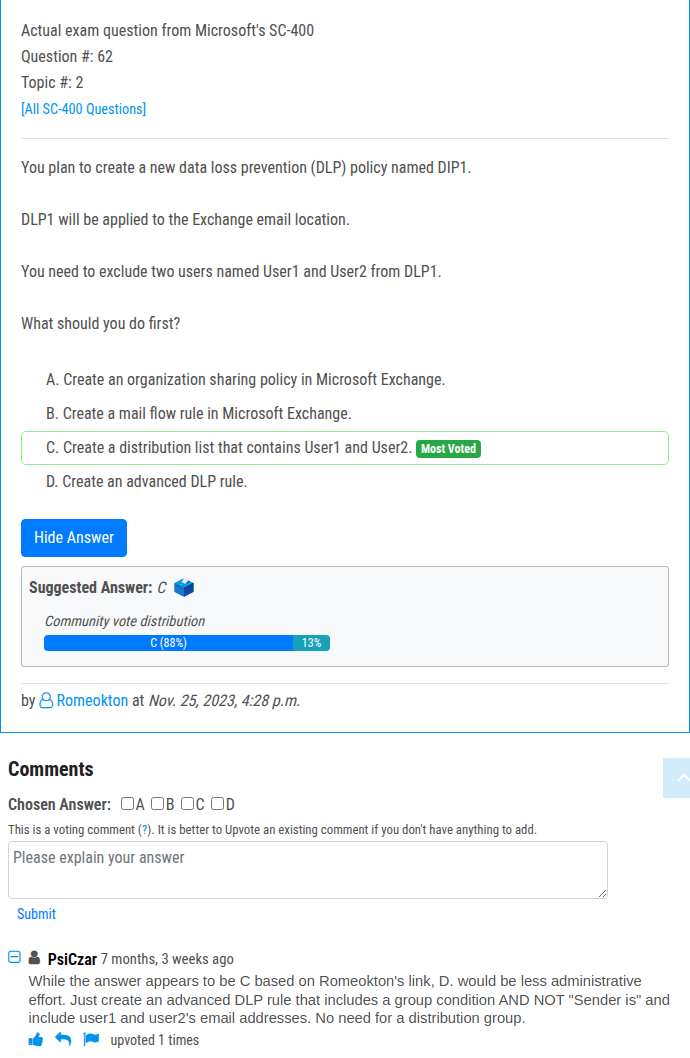 Actual exam question from Microsoft's SC-400
Question #: 62
Topic #: 2
[All SC-400 Questions]
You plan to create a new data loss prevention (DLP) policy named DIP1.
DLP1 will be applied to the Exchange email location.
You need to exclude two users named User1 and User2 from DLP1.
What should you do first?
A. Create an organization sharing policy in Microsoft Exchange.
B. Create a mail flow rule in Microsoft Exchange.
C. Create a distribution list that contains User1 and User2. Most Voted
D. Create an advanced DLP rule.
Hide Answer
Suggested Answer: C
Community vote distribution
C (88%) 13%
by Romeokton at Nov. 25, 2023, 4:28 p.m.
Comments
Chosen Answer: A B C D
This is a voting comment (?). It is better to Upvote an existing comment if you don't have anything to add.
Please explain your answer
Submit
PsiCzar 7 months, 3 weeks ago
While the answer appears to be C based on Romeokton's link, D. would be less administrative
effort. Just create an advanced DLP rule that includes a group condition AND NOT "Sender is" and
include user1 and user2's email addresses. No need for a distribution group.
upvoted 1 times